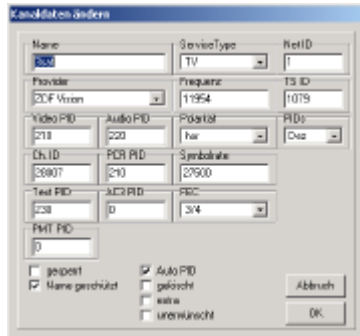 Kanaldaten ändern
Name ServiceType NetID
3sat TV 1
Provider Frequenz TS ID
ZDF Vision 11954 1079
Video PID Audio PID Polarität PIDs
210 220 hor Dez
Ch. ID PCR PID Symbolrate
28007 210 27500
Text PID AC3 PID FEC
230 0 3/4
PMT PID
0
gesperrt Auto PID
Name geschützt gelöscht Abbruch
extra
unerwünscht OK